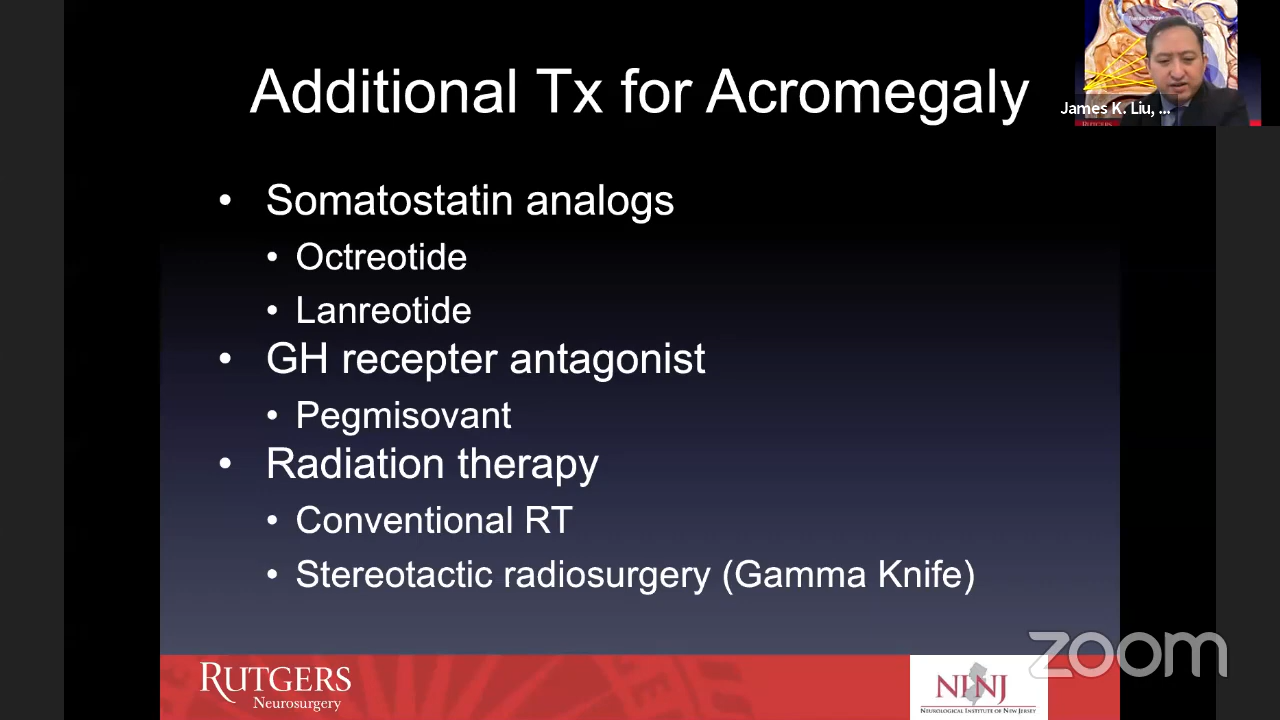 Additional Tx for Acromegaly
James K. Liu, ...
• Somatostatin analogs
• Octreotide
• Lanreotide
• GH recepter antagonist
• Pegmisovant
• Radiation therapy
• Conventional RT
• Stereotactic radiosurgery (Gamma Knife)
RUTGERS
Neurosurgery
NINJ
NEUROLOGICAL INSTITUTE OF NEW JERSEY
zoom